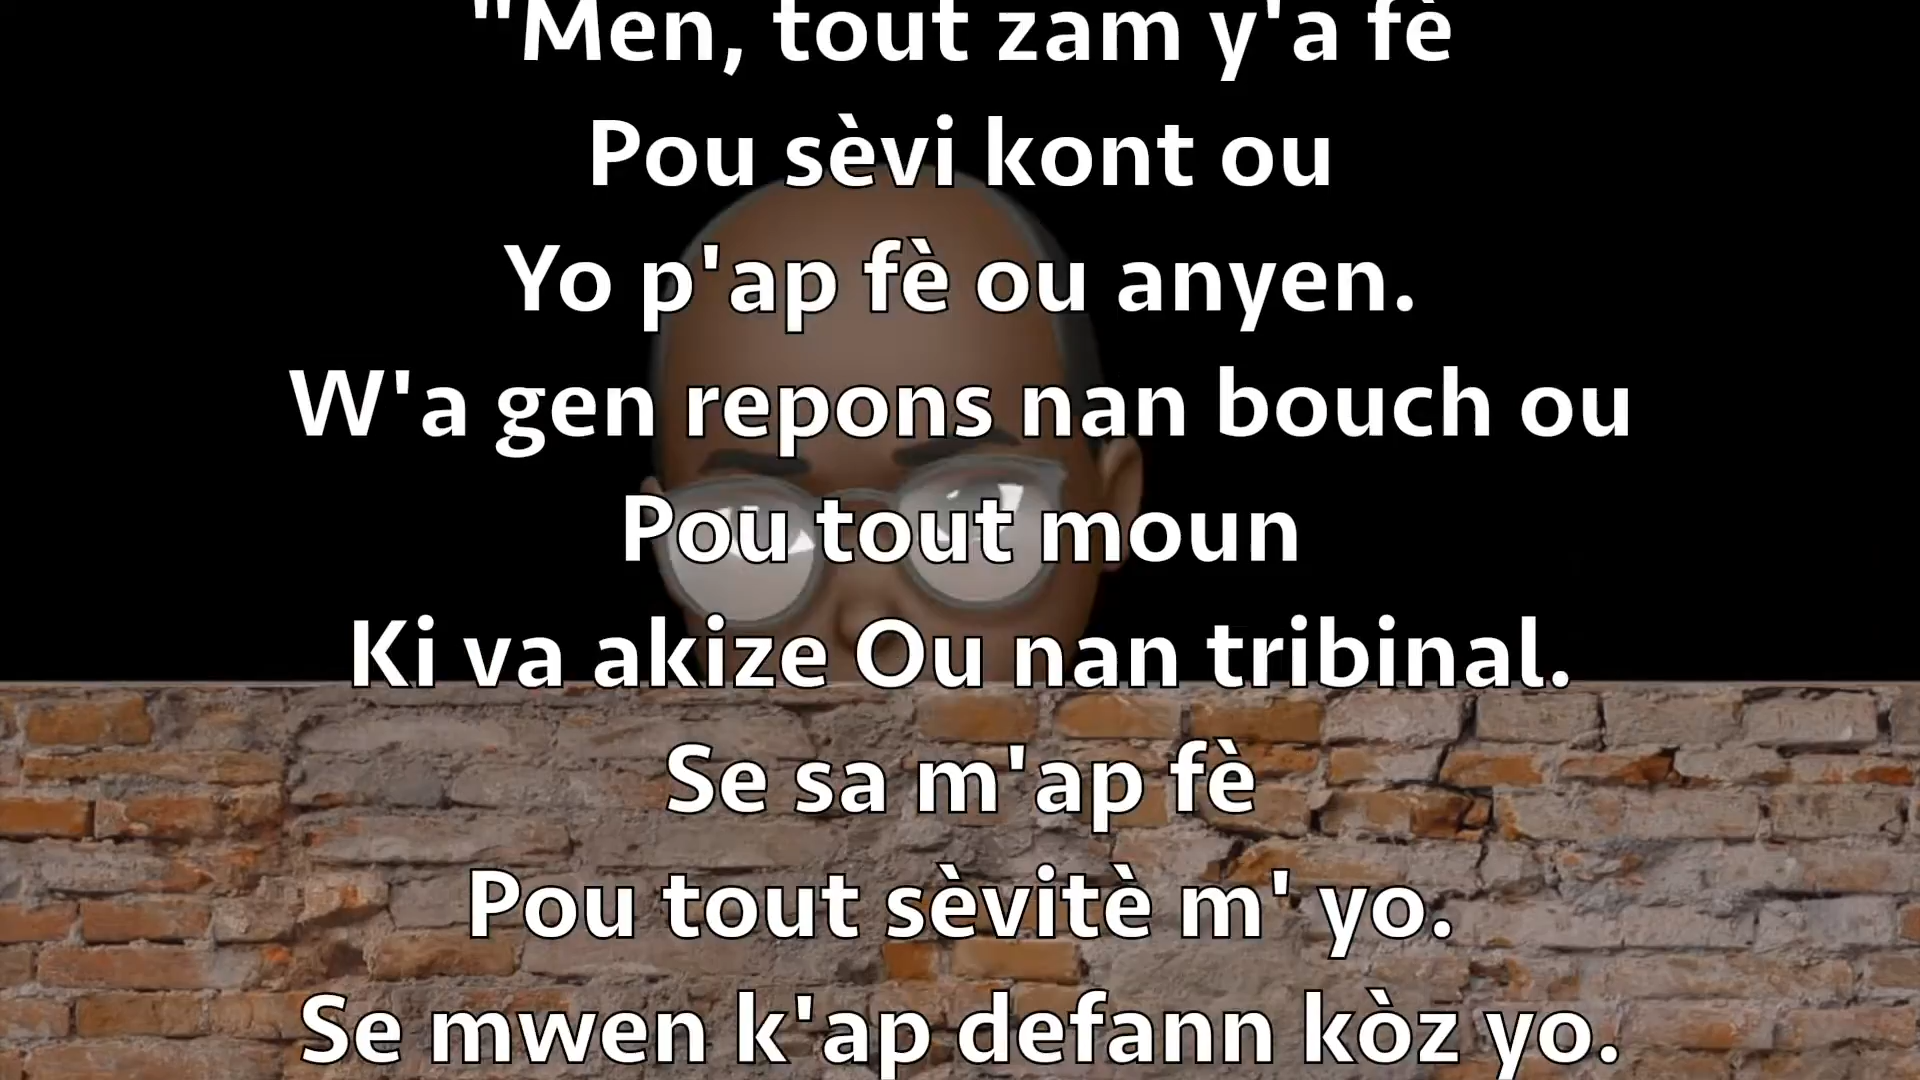 "Men, tout zam y'a fè
Pou sèvi kont ou
Yo p'ap fè ou anyen.
W'a gen repons nan bouch ou
Pou tout moun
Ki va akize Ou nan tribinal.
Se sa m'ap fè
Pou tout sèvitè m' yo.
Se mwen k'ap defann kòz yo.